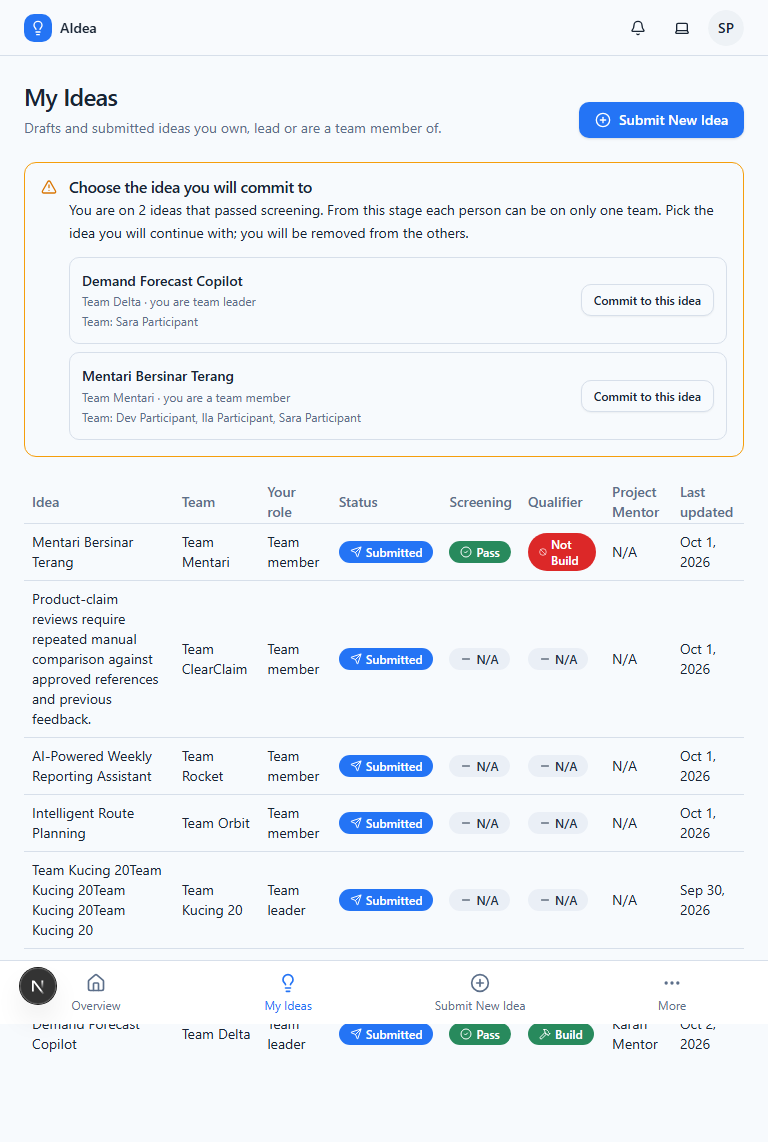 AIdea
SP
My Ideas
Drafts and submitted ideas you own, lead or are a team member of.
Submit New Idea
Choose the idea you will commit to
You are on 2 ideas that passed screening. From this stage each person can be on only one team. Pick the
idea you will continue with; you will be removed from the others.
Demand Forecast Copilot
Team Delta · you are team leader
Team: Sara Participant
Commit to this idea
Mentari Bersinar Terang
Team Mentari · you are a team member
Team: Dev Participant, Ila Participant, Sara Participant
Commit to this idea
Idea
Team
Your
role
Status
Screening
Qualifier
Project
Mentor
Last
updated
Mentari Bersinar
Terang
Team
Mentari
Team
member
Submitted
Pass
Not
Build
N/A
Oct 1,
2026
Product-claim
reviews require
repeated manual
comparison against
approved references
and previous
feedback.
Team
ClearClaim
Team
member
Submitted
N/A
N/A
N/A
Oct 1,
2026
AI-Powered Weekly
Reporting Assistant
Team
Rocket
Team
member
Submitted
N/A
N/A
N/A
Oct 1,
2026
Intelligent Route
Planning
Team Orbit
Team
member
Submitted
N/A
N/A
N/A
Oct 1,
2026
Team Kucing 20Team
Kucing 20Team
Kucing 20Team
Kucing 20
Team
Kucing 20
Team
leader
Submitted
N/A
N/A
N/A
Sep 30,
2026
N
Overview
My Ideas
Submit New Idea
More
Demand Forecast
Copilot
Team Delta
Team
leader
Submitted
Pass
Build
Karan
Mentor
Oct 2,
2026